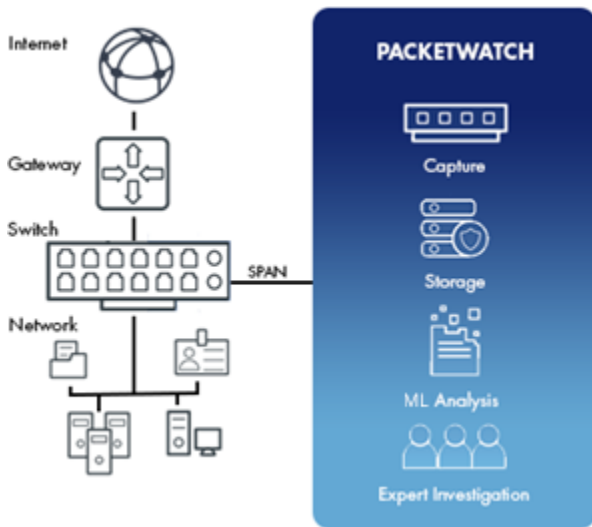 Internet
Gateway
Switch
SPAN
Network
PACKETWATCH
Capture
Storage
ML Analysis
Expert Investigation